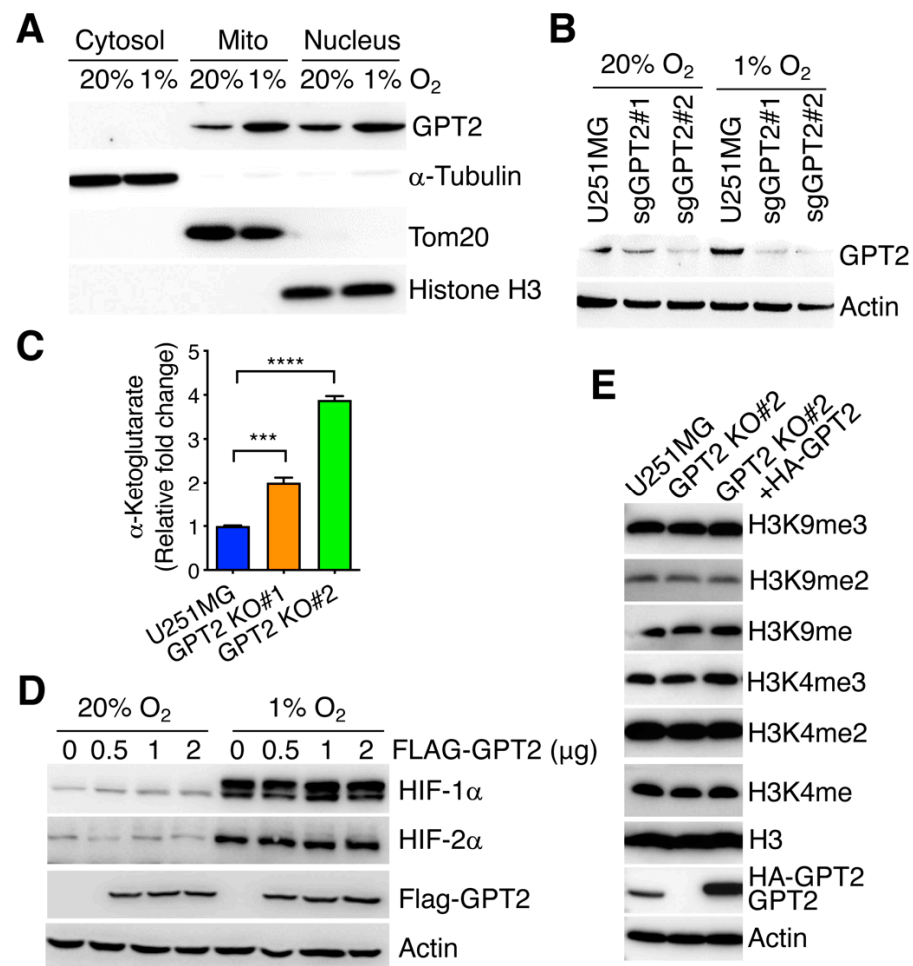 A
Cytosol Mito Nucleus
20% 1% 20% 1% 20% 1% O2
GPT2
α-Tubulin
Tom20
Histone H3
B
20% O2 1% O2
U251MG sgGPT2#1 sgGPT2#2 U251MG sgGPT2#1 sgGPT2#2
GPT2
Actin
C
α-Ketoglutarate
(Relative fold change)
5
4
3
2
1
0
****
***
U251MG
GPT2 KO#1
GPT2 KO#2
D
20% O2 1% O2
0 0.5 1 2 0 0.5 1 2 FLAG-GPT2 (µg)
HIF-1α
HIF-2α
Flag-GPT2
Actin
E
U251MG
GPT2 KO#2
GPT2 KO#2
+HA-GPT2
H3K9me3
H3K9me2
H3K9me
H3K4me3
H3K4me2
H3K4me
H3
HA-GPT2
GPT2
Actin